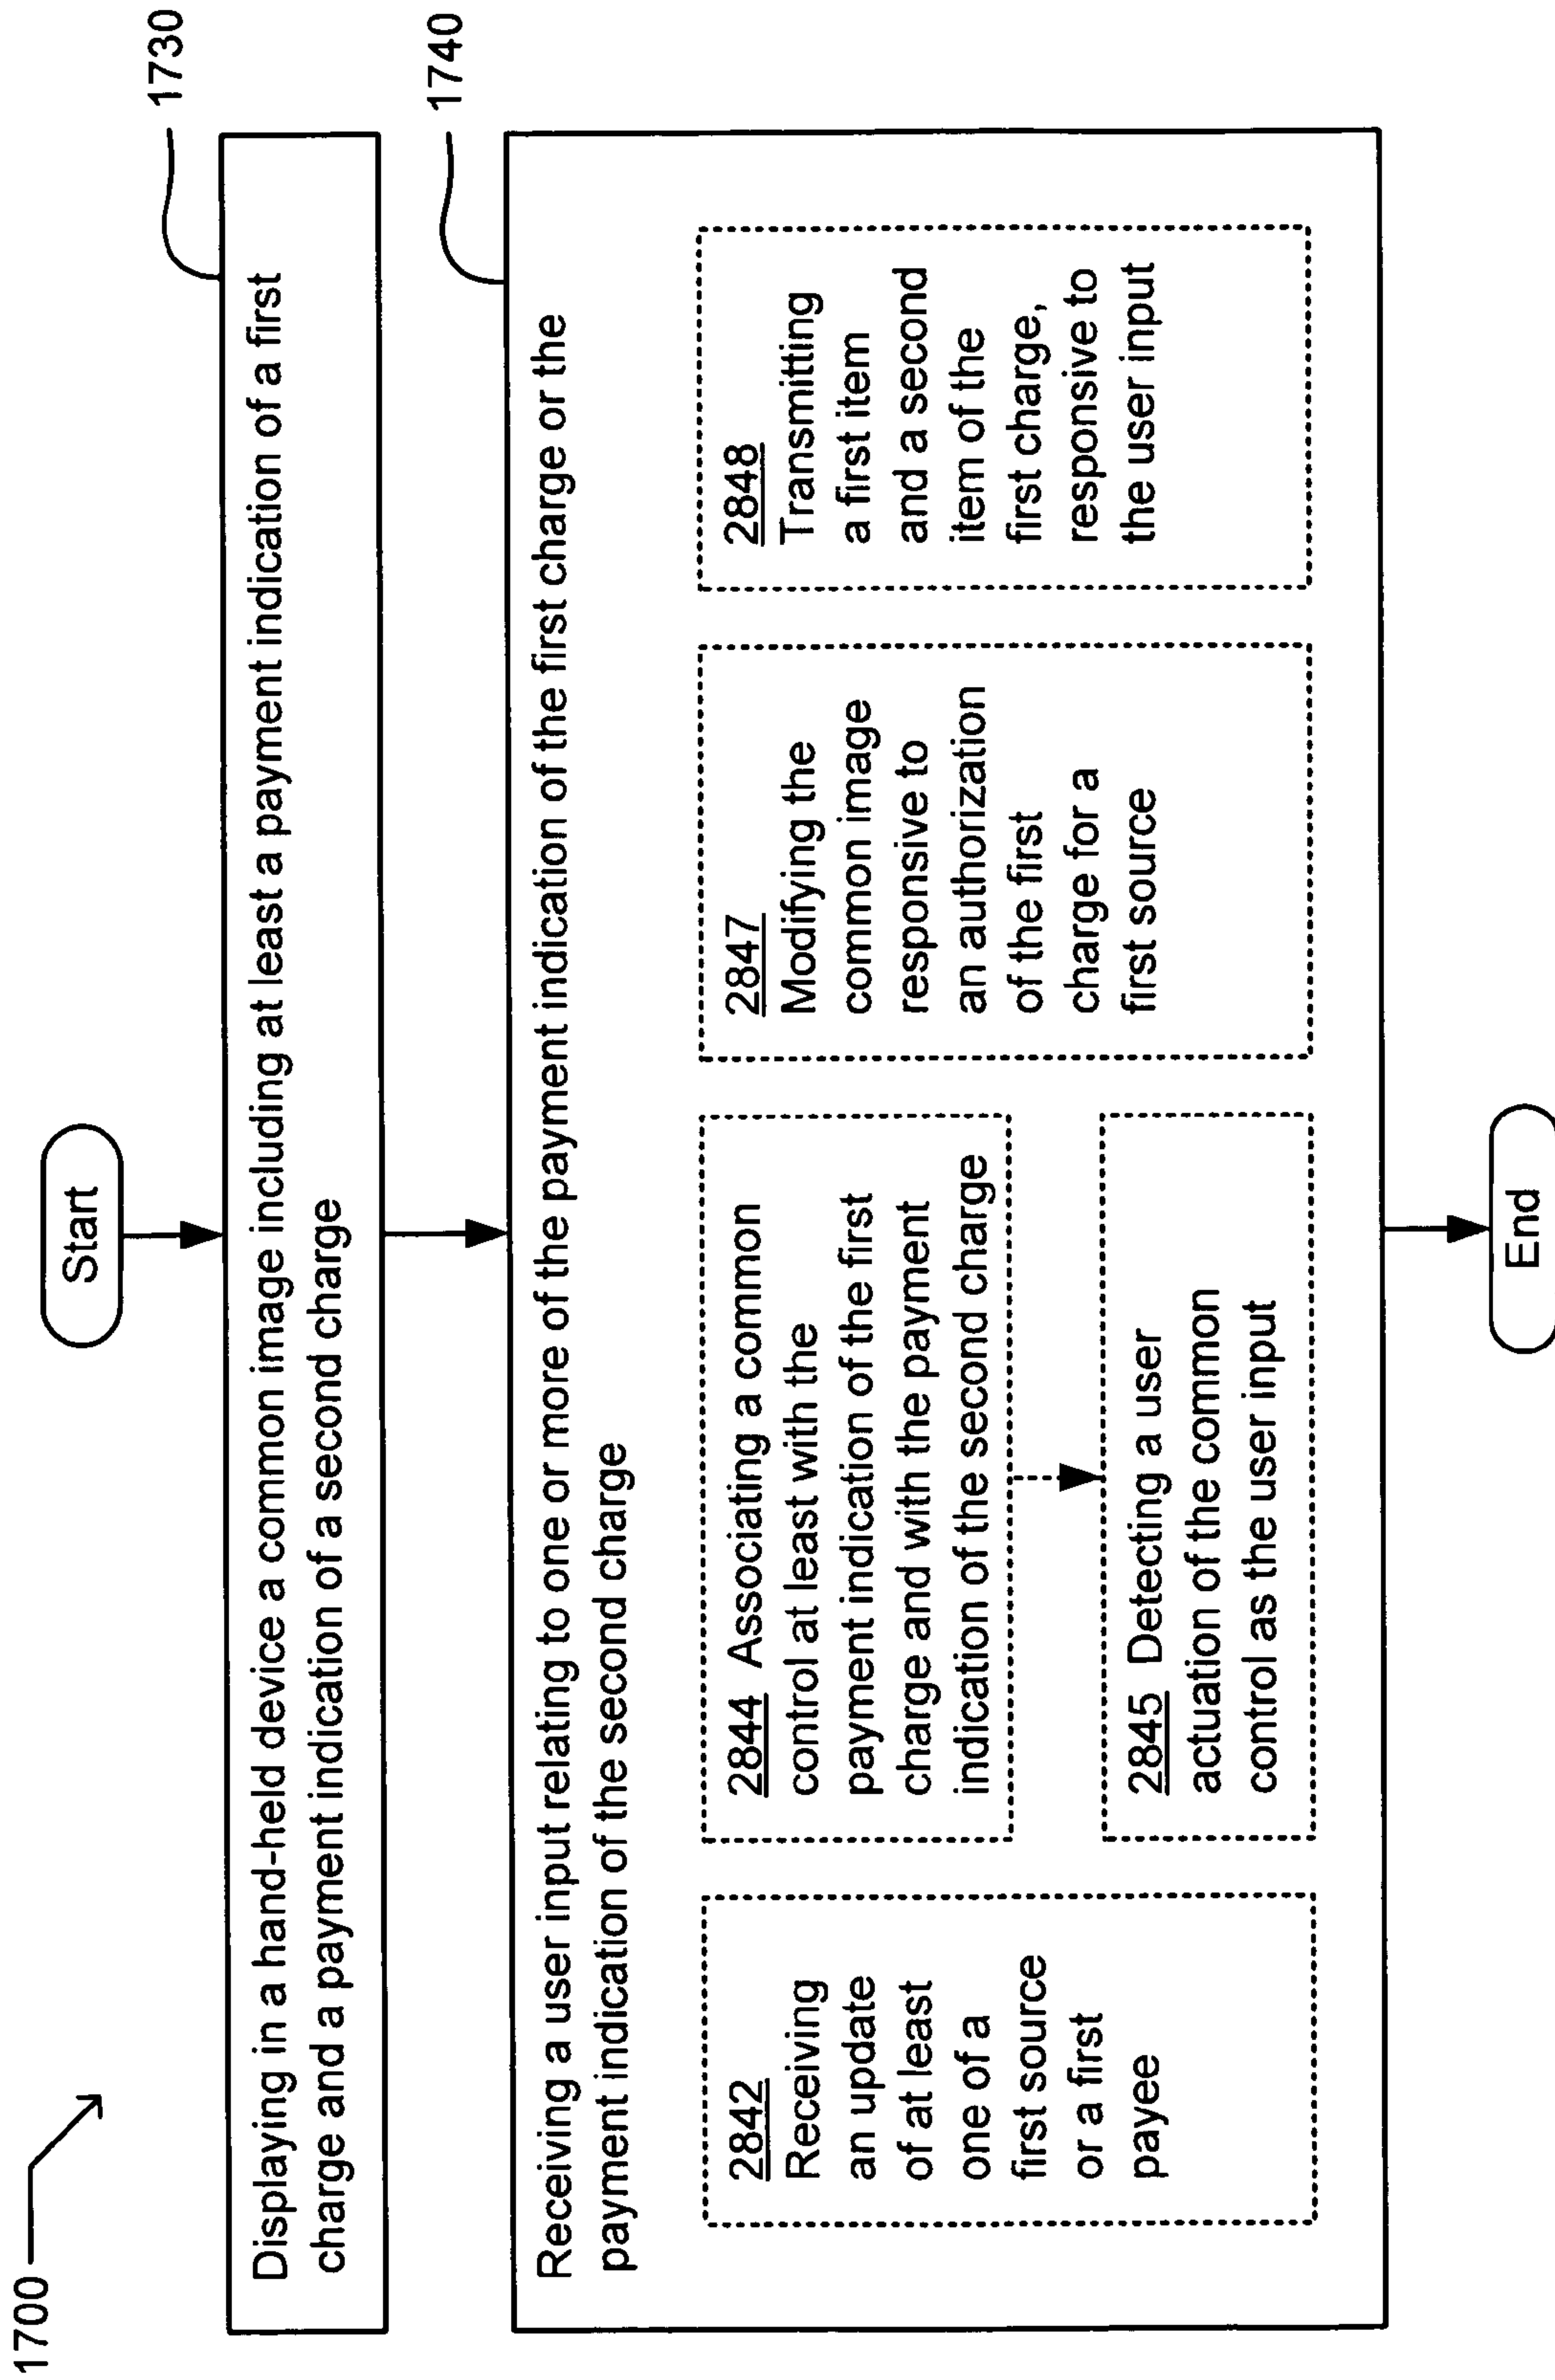 1700
Start
1730
Displaying in a hand-held device a common image including at least a payment indication of a first
charge and a payment indication of a second charge
1740
Receiving a user input relating to one or more of the payment indication of the first charge or the
payment indication of the second charge
2842
Receiving
an update
of at least
one of a
first source
or a first
payee
2844 Associating a common
control at least with the
payment indication of the first
charge and with the payment
indication of the second charge
2845 Detecting a user
actuation of the common
control as the user input
2847
Modifying the
common image
responsive to
an authorization
of the first
charge for a
first source
2848
Transmitting
a first item
and a second
item of the
first charge,
responsive to
the user input
End